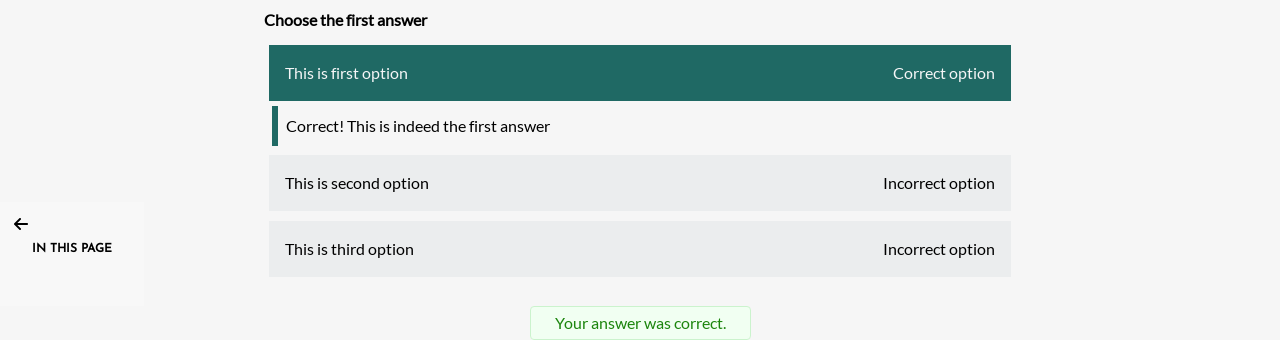 Choose the first answer
This is first option Correct option
Correct! This is indeed the first answer
This is second option Incorrect option
IN THIS PAGE
This is third option Incorrect option
Your answer was correct.